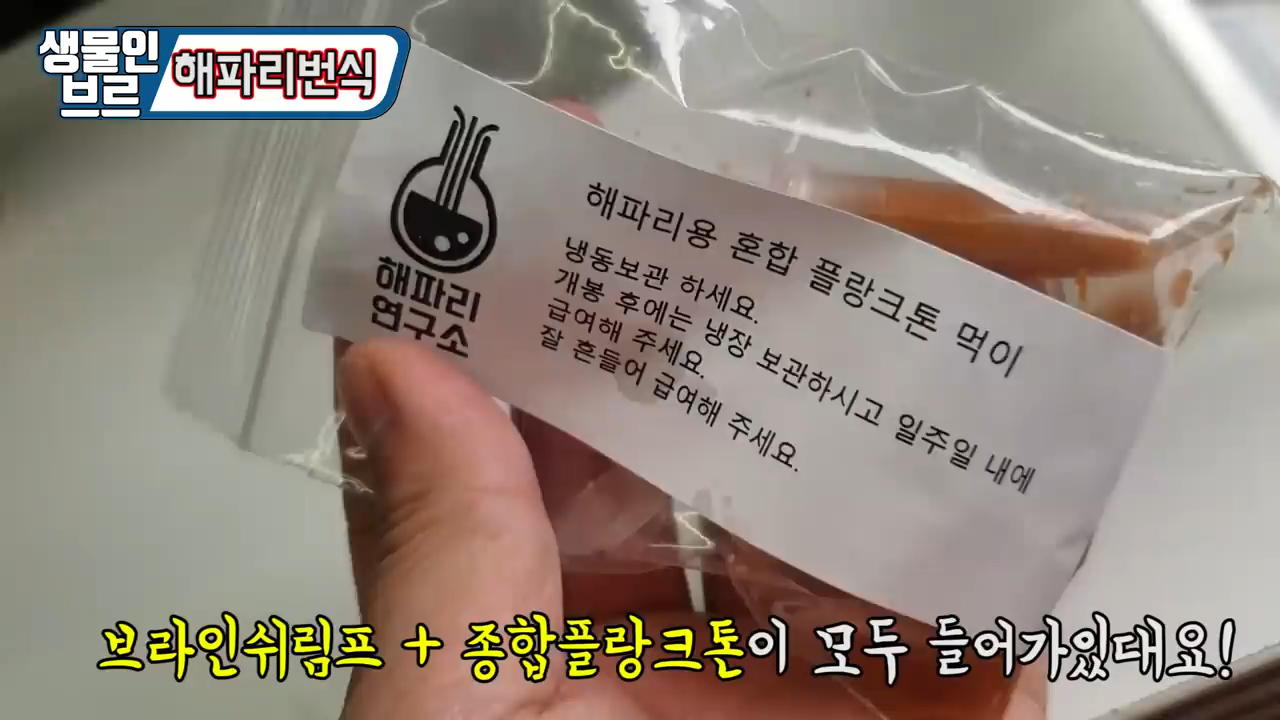 생물인
브르
해파리번식
해파리
연구소
해파리용 혼합 플랑크톤 먹이
냉동보관 하세요.
개봉 후에는 냉장 보관하시고 일주일 내에
급여해 주세요.
잘 흔들어 급여해 주세요.
브라인쉬림프 + 종합플랑크톤이 모두 들어가있대요!